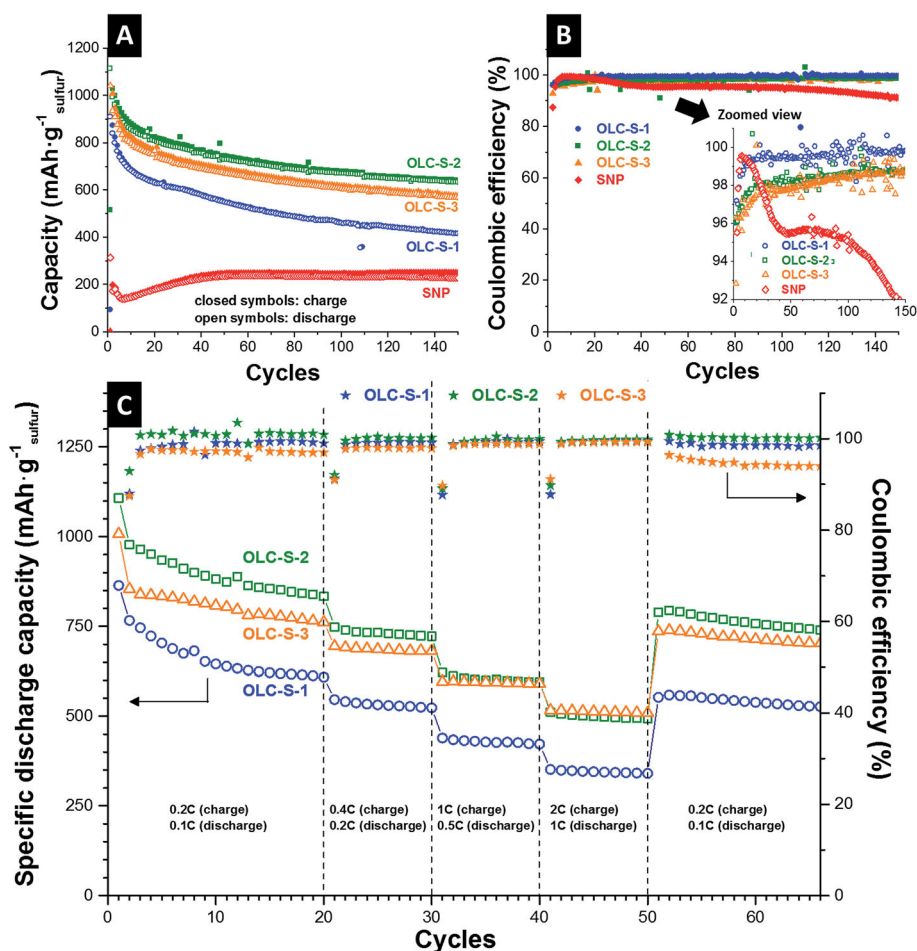 A
Capacity (mAh·g⁻¹sulfur)
1200
1000
800
600
400
200
0
OLC-S-2
OLC-S-3
OLC-S-1
SNP
closed symbols: charge
open symbols: discharge
0 20 40 60 80 100 120 140
Cycles
B
Coulombic efficiency (%)
120
100
80
60
40
20
0
OLC-S-1
OLC-S-2
OLC-S-3
SNP
Zoomed view
100
98
96
94
92
OLC-S-1
OLC-S-2
OLC-S-3
SNP
0 50 100 150
0 20 40 60 80 100 120 140
Cycles
C
OLC-S-1 OLC-S-2 OLC-S-3
Specific discharge capacity (mAh·g⁻¹sulfur)
1250
1000
750
500
250
0
OLC-S-2
OLC-S-3
OLC-S-1
0.2C (charge)
0.1C (discharge)
0.4C (charge)
0.2C (discharge)
1C (charge)
0.5C (discharge)
2C (charge)
1C (discharge)
0.2C (charge)
0.1C (discharge)
100
80
60
40
20
0
Coulombic efficiency (%)
0 10 20 30 40 50 60
Cycles